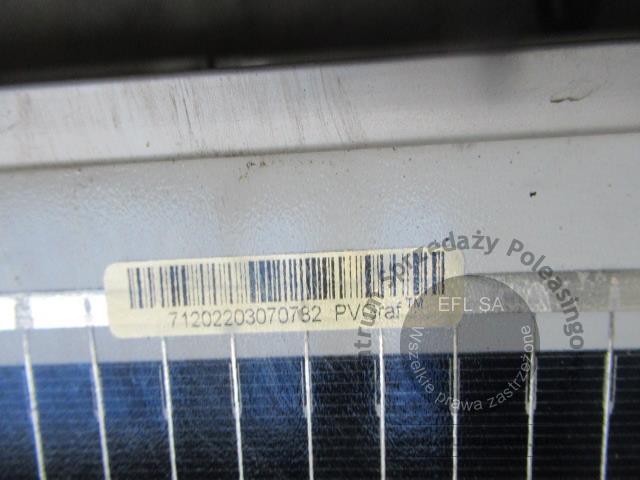 71202203070782 PVGraf™
Centrum Sprzedaży Poleasingowej
EFL SA
Wszelkie prawa zastrzeżone